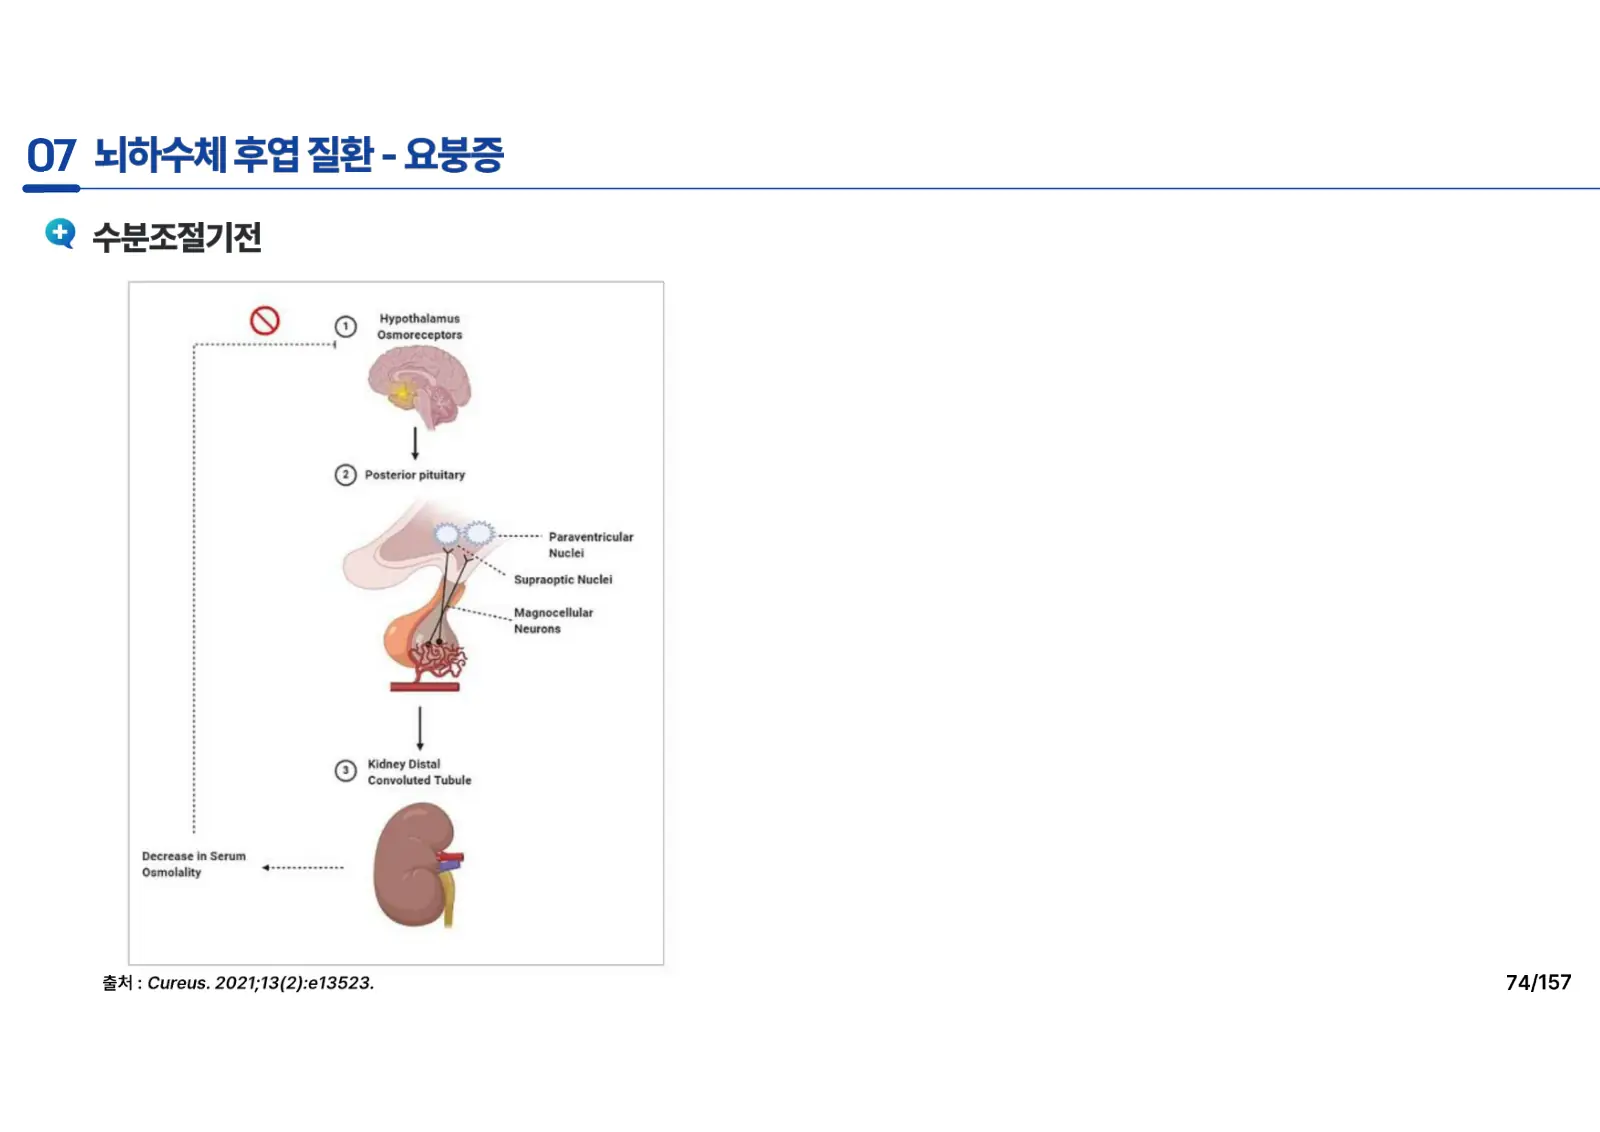 07 뇌하수체 후엽 질환 - 요붕증
수분조절기전
1
Hypothalamus
Osmoreceptors
2 Posterior pituitary
Paraventricular
Nuclei
Supraoptic Nuclei
Magnocellular
Neurons
3
Kidney Distal
Convoluted Tubule
Decrease in Serum
Osmolality
출처 : Cureus. 2021;13(2):e13523.
74/157